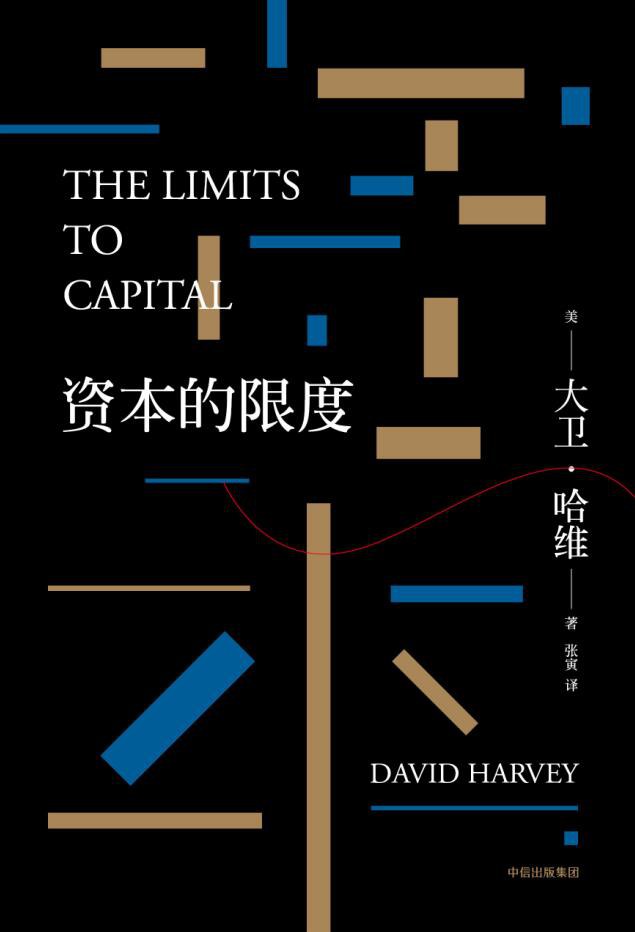 THE LIMITS
TO
CAPITAL
资本的限度
美
大卫·哈维
著
张寅 译
DAVID HARVEY
中信出版集团